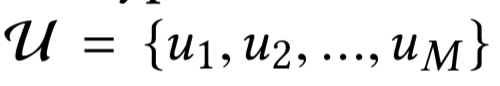 𝒰 = {u₁, u₂, ..., u_M}